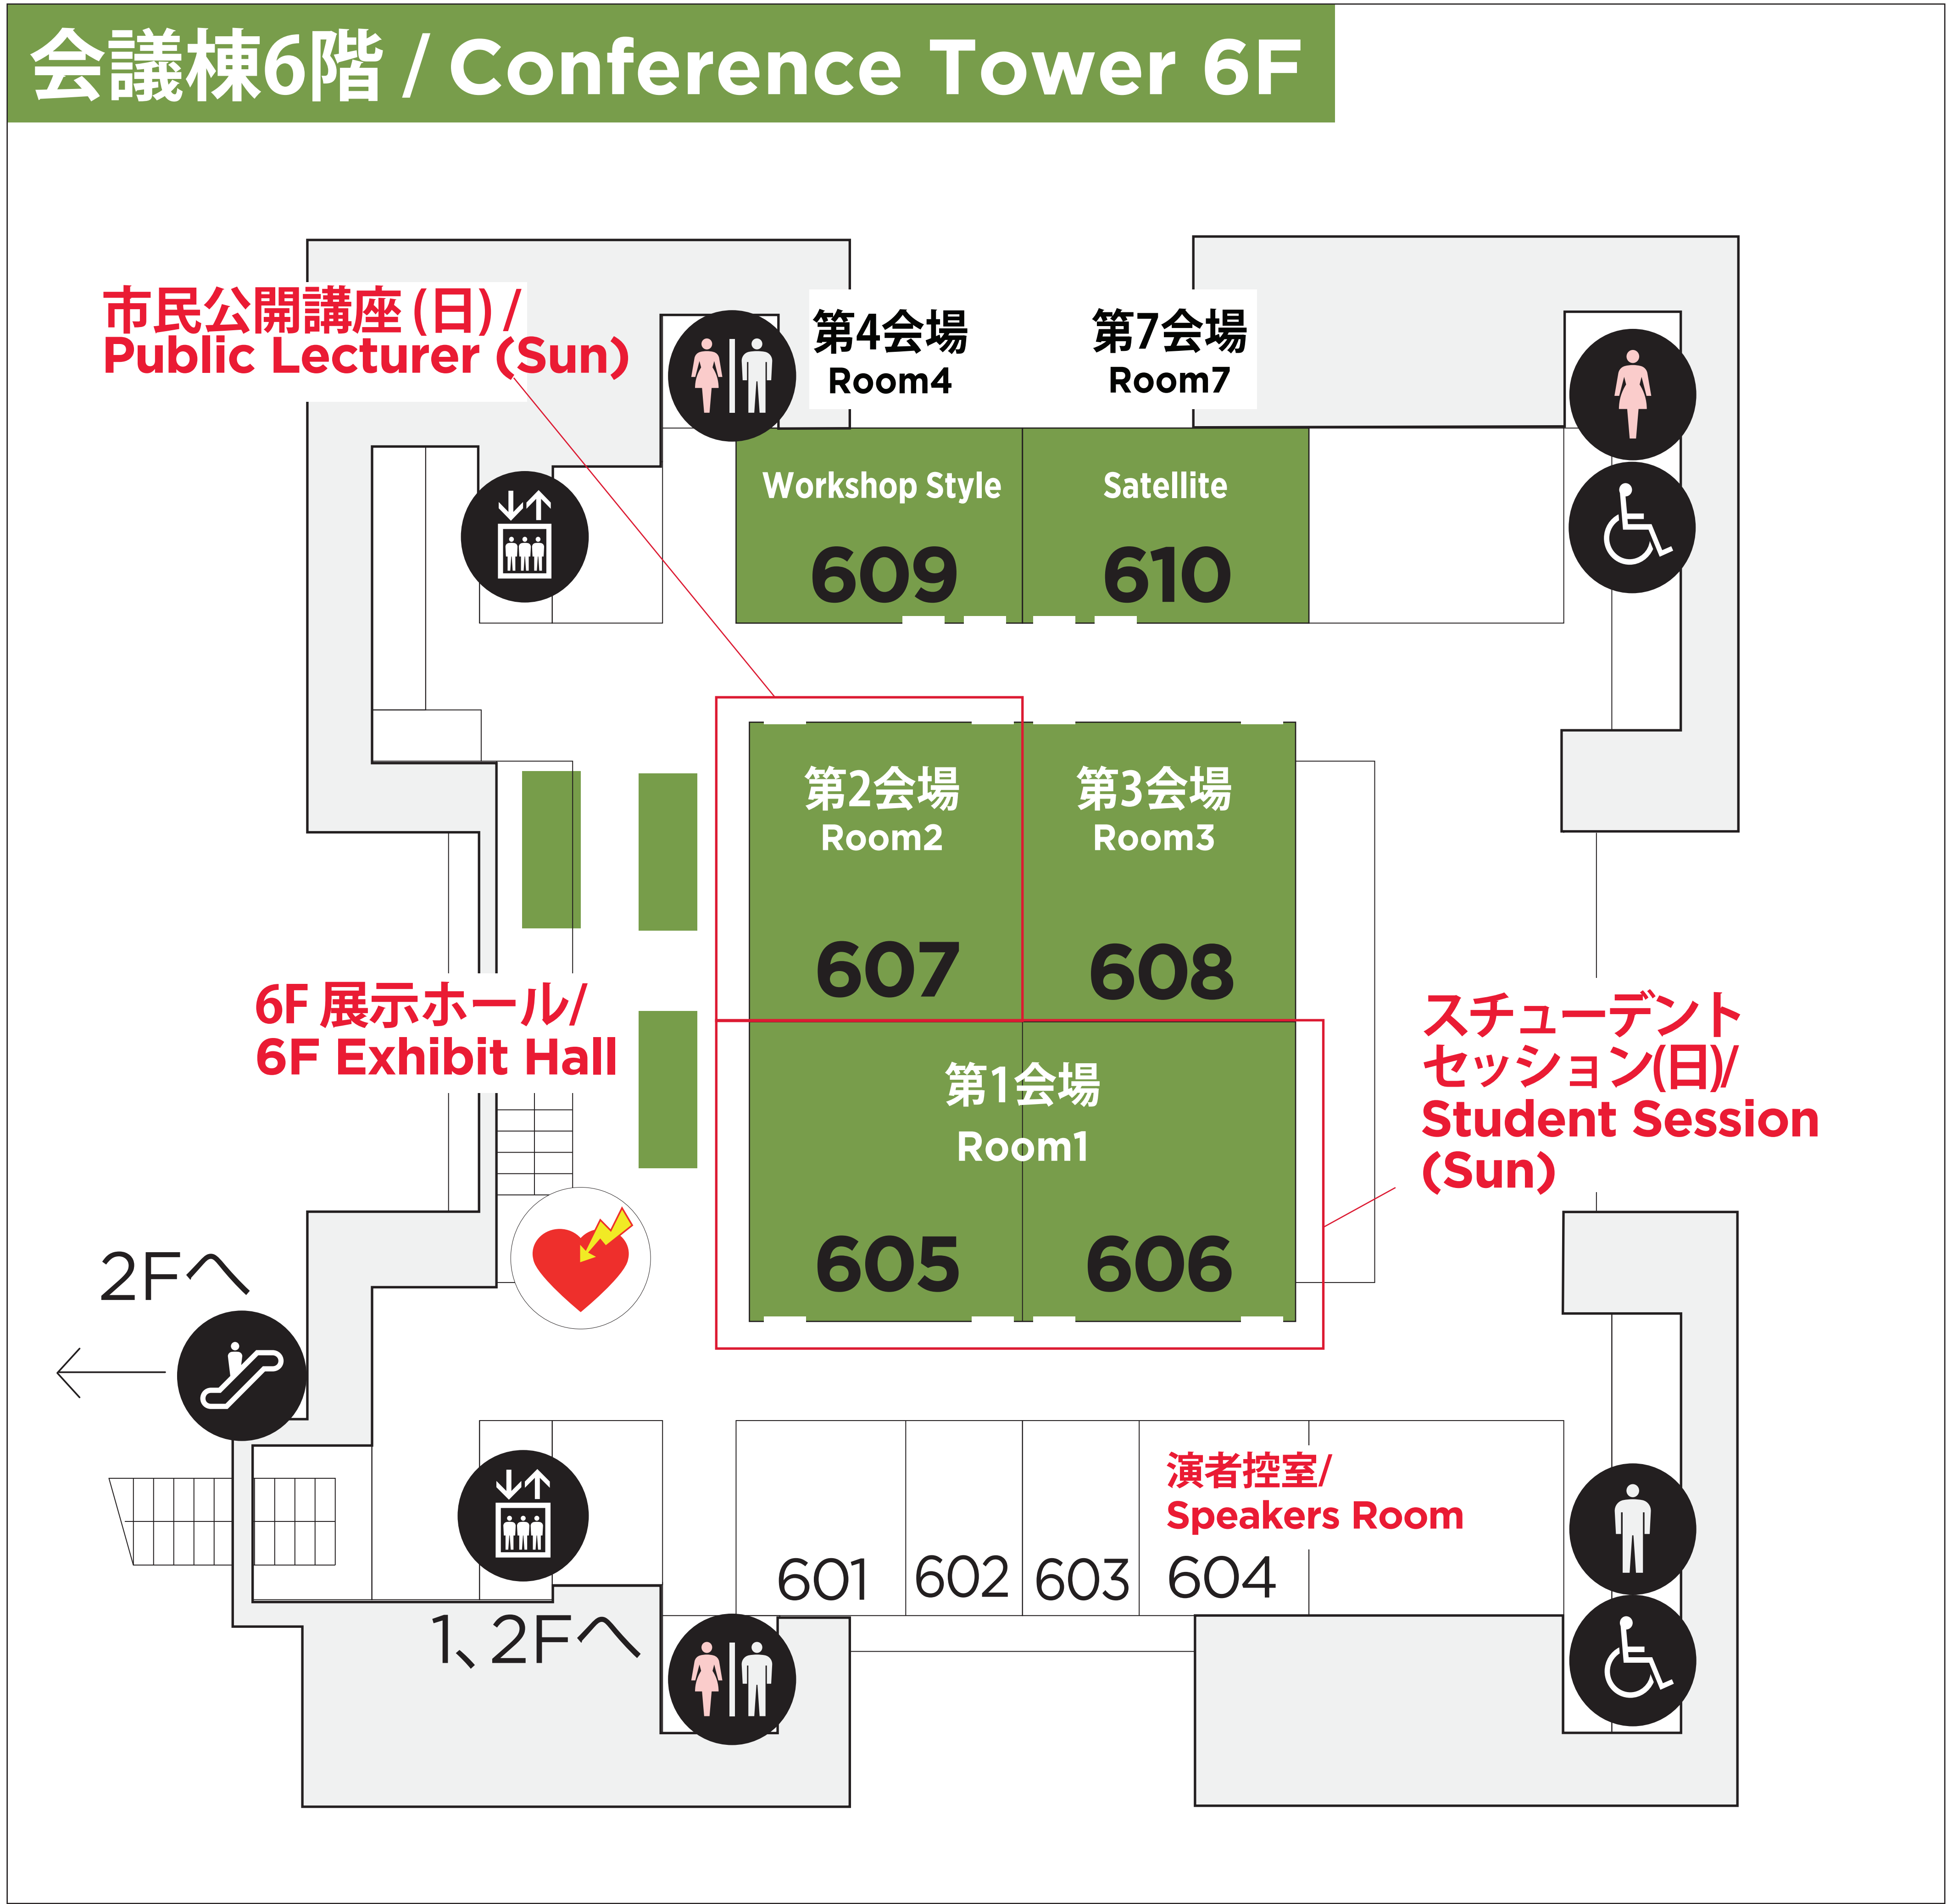 会議棟6階 / Conference Tower 6F
市民公開講座(日)/
Public Lecturer (Sun)
第4会場
Room4
第7会場
Room7
Workshop Style
609
Satellite
610
第2会場
Room2
607
第3会場
Room3
608
6F 展示ホール/
6F Exhibit Hall
第1会場
Room1
605
606
スチューデント
セッション(日)/
Student Session
(Sun)
2Fへ
演者控室/
Speakers Room
601
602
603
604
1、2Fへ